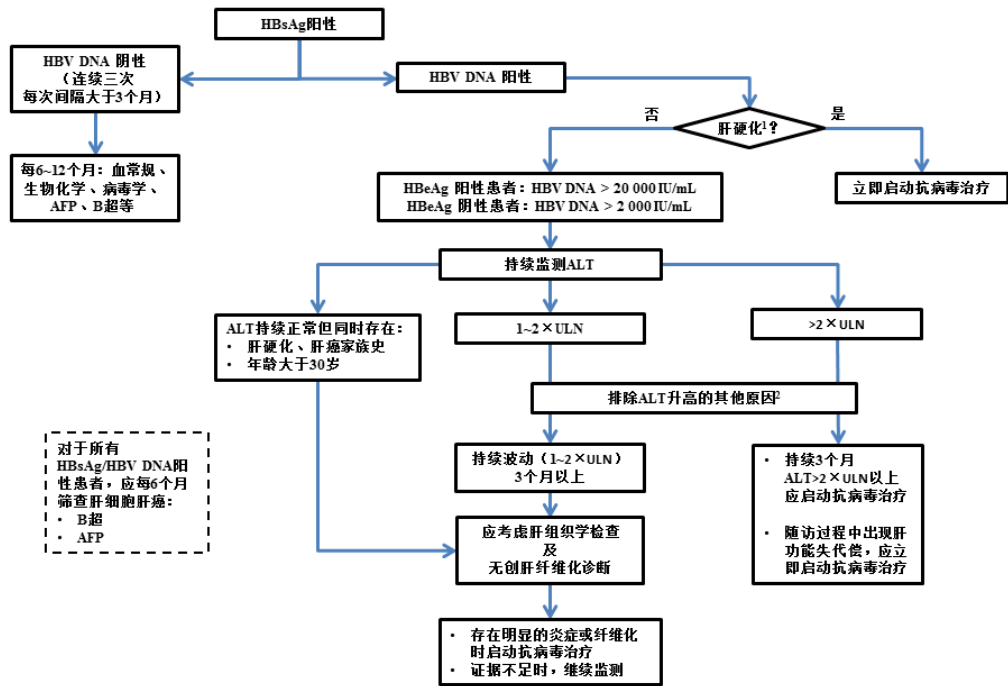 HBsAg阳性
HBV DNA 阴性
（连续三次
每次间隔大于3个月）
HBV DNA 阳性
否
肝硬化¹？
是
每6~12个月：血常规、
生物化学、病毒学、
AFP、B超等
HBeAg 阳性患者：HBV DNA > 20 000 IU/mL
HBeAg 阴性患者：HBV DNA > 2 000 IU/mL
立即启动抗病毒治疗
持续监测ALT
ALT持续正常但同时存在：
• 肝硬化、肝癌家族史
• 年龄大于30岁
1~2×ULN
>2×ULN
排除ALT升高的其他原因²
对于所有
HBsAg/HBV DNA阳
性患者，应每6个月
筛查肝细胞肝癌：
• B超
• AFP
持续波动（1~2×ULN）
3个月以上
• 持续3个月
ALT>2×ULN以上
应启动抗病毒治疗
• 随访过程中出现肝
功能失代偿，应立
即启动抗病毒治疗
应考虑肝组织学检查
及
无创肝纤维化诊断
• 存在明显的炎症或纤维化
时启动抗病毒治疗
• 证据不足时，继续监测